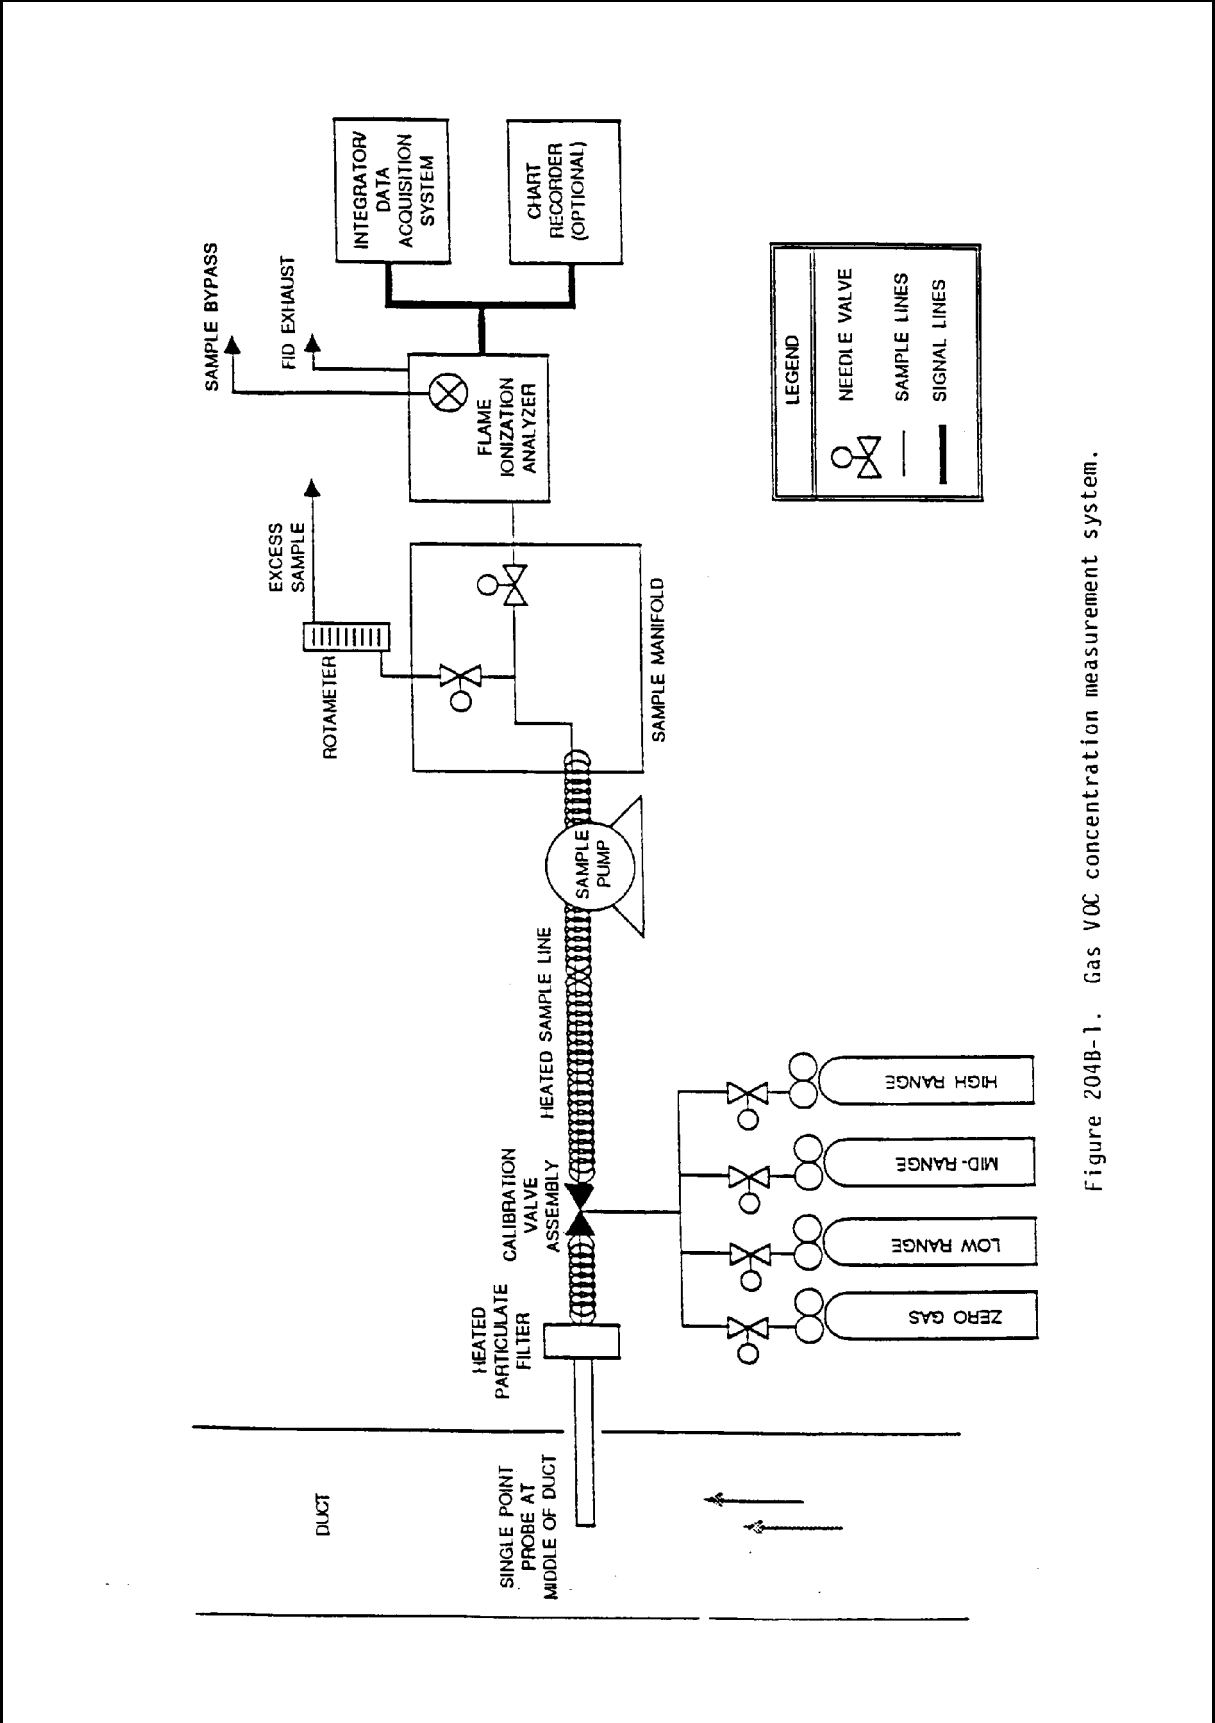 DUCT
SINGLE POINT
PROBE AT
MIDDLE OF DUCT
HEATED
PARTICULATE
FILTER
CALIBRATION
VALVE
ASSEMBLY
HEATED SAMPLE LINE
ZERO GAS
LOW RANGE
MID-RANGE
HIGH RANGE
SAMPLE
PUMP
SAMPLE MANIFOLD
ROTAMETER
EXCESS
SAMPLE
FLAME
IONIZATION
ANALYZER
SAMPLE BYPASS
FID EXHAUST
INTEGRATOR/
DATA
ACQUISITION
SYSTEM
CHART
RECORDER
(OPTIONAL)
LEGEND
NEEDLE VALVE
SAMPLE LINES
SIGNAL LINES
Figure 204B-1. Gas VOC concentration measurement system.